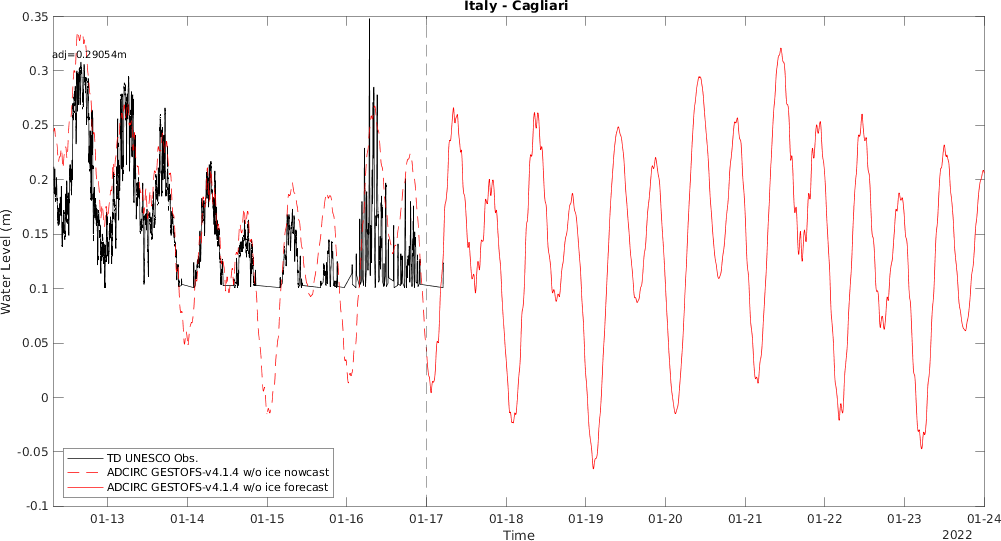 Italy - Cagliari
adj=0.29054m
Water Level (m)
0.35
0.3
0.25
0.2
0.15
0.1
0.05
0
-0.05
-0.1
TD UNESCO Obs.
ADCIRC GESTOFS-v4.1.4 w/o ice nowcast
ADCIRC GESTOFS-v4.1.4 w/o ice forecast
01-13 01-14 01-15 01-16 01-17 01-18 01-19 01-20 01-21 01-22 01-23 01-24
Time
2022